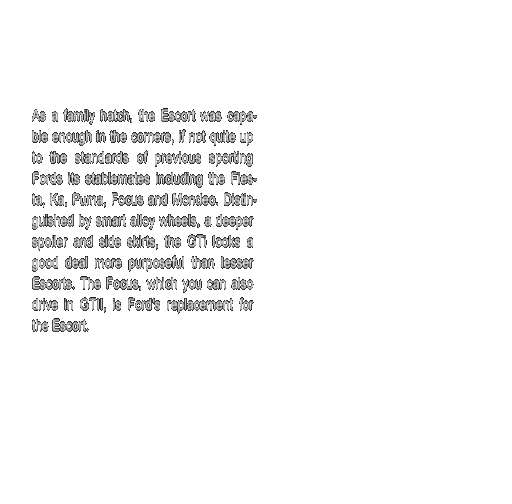 As a family hatch, the Escort was capa-
ble enough in the corners, if not quite up
to the standards of previous sporting
Fords its stablemates including the Fies-
ta, Ka, Puma, Focus and Mondeo. Distin-
guished by smart alloy wheels, a deeper
spoiler and side skirts, the GTi looks a
good deal more purposeful than lesser
Escorts. The Focus, which you can also
drive in GTII, is Ford's replacement for
the Escort.